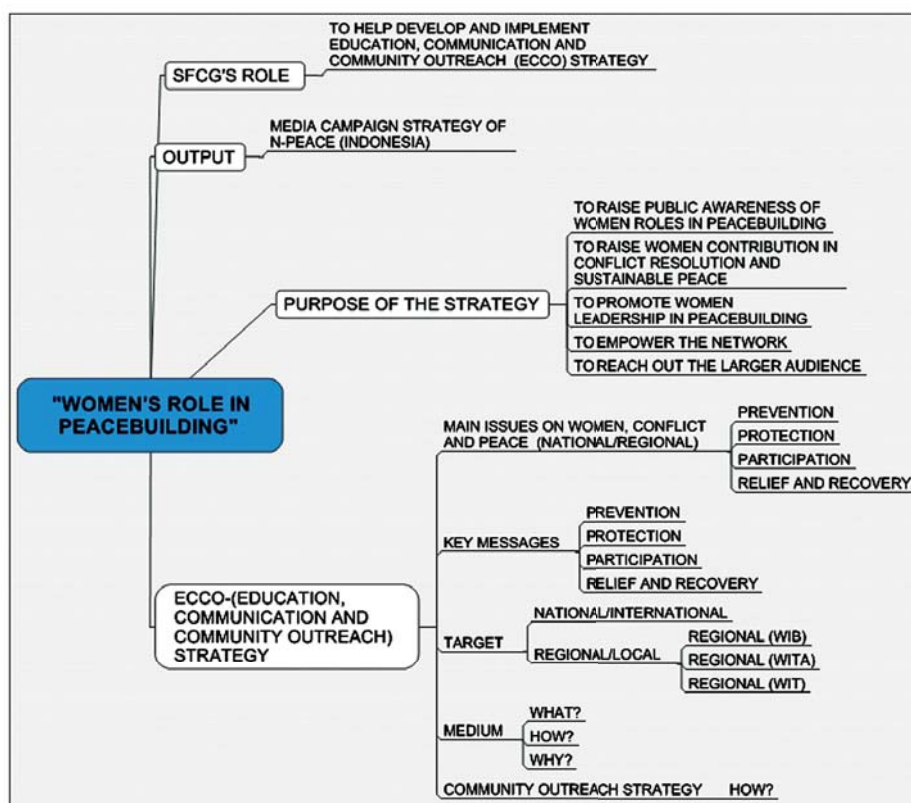 TO HELP DEVELOP AND IMPLEMENT
EDUCATION, COMMUNICATION AND
COMMUNITY OUTREACH (ECCO) STRATEGY
SFCG'S ROLE
MEDIA CAMPAIGN STRATEGY OF
N-PEACE (INDONESIA)
OUTPUT
TO RAISE PUBLIC AWARENESS OF
WOMEN ROLES IN PEACEBUILDING
TO RAISE WOMEN CONTRIBUTION IN
CONFLICT RESOLUTION AND
SUSTAINABLE PEACE
PURPOSE OF THE STRATEGY
TO PROMOTE WOMEN
LEADERSHIP IN PEACEBUILDING
TO EMPOWER THE NETWORK
TO REACH OUT THE LARGER AUDIENCE
"WOMEN'S ROLE IN
PEACEBUILDING"
MAIN ISSUES ON WOMEN, CONFLICT
AND PEACE (NATIONAL/REGIONAL)
PREVENTION
PROTECTION
PARTICIPATION
RELIEF AND RECOVERY
KEY MESSAGES
PREVENTION
PROTECTION
PARTICIPATION
RELIEF AND RECOVERY
ECCO-(EDUCATION,
COMMUNICATION AND
COMMUNITY OUTREACH)
STRATEGY
TARGET
NATIONAL/INTERNATIONAL
REGIONAL/LOCAL
REGIONAL (WIB)
REGIONAL (WITA)
REGIONAL (WIT)
MEDIUM
WHAT?
HOW?
WHY?
COMMUNITY OUTREACH STRATEGY HOW?